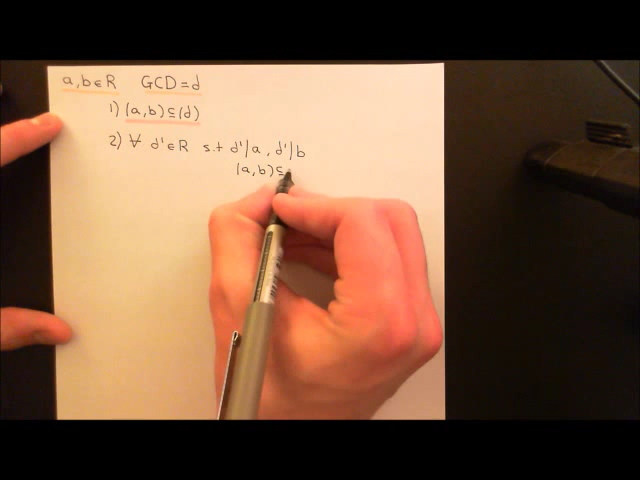 a, b ∈ R GCD = d
1) (a, b) ⊆ (d)
2) ∀ d' ∈ R s.t d'|a , d'|b
(a, b) ⊆